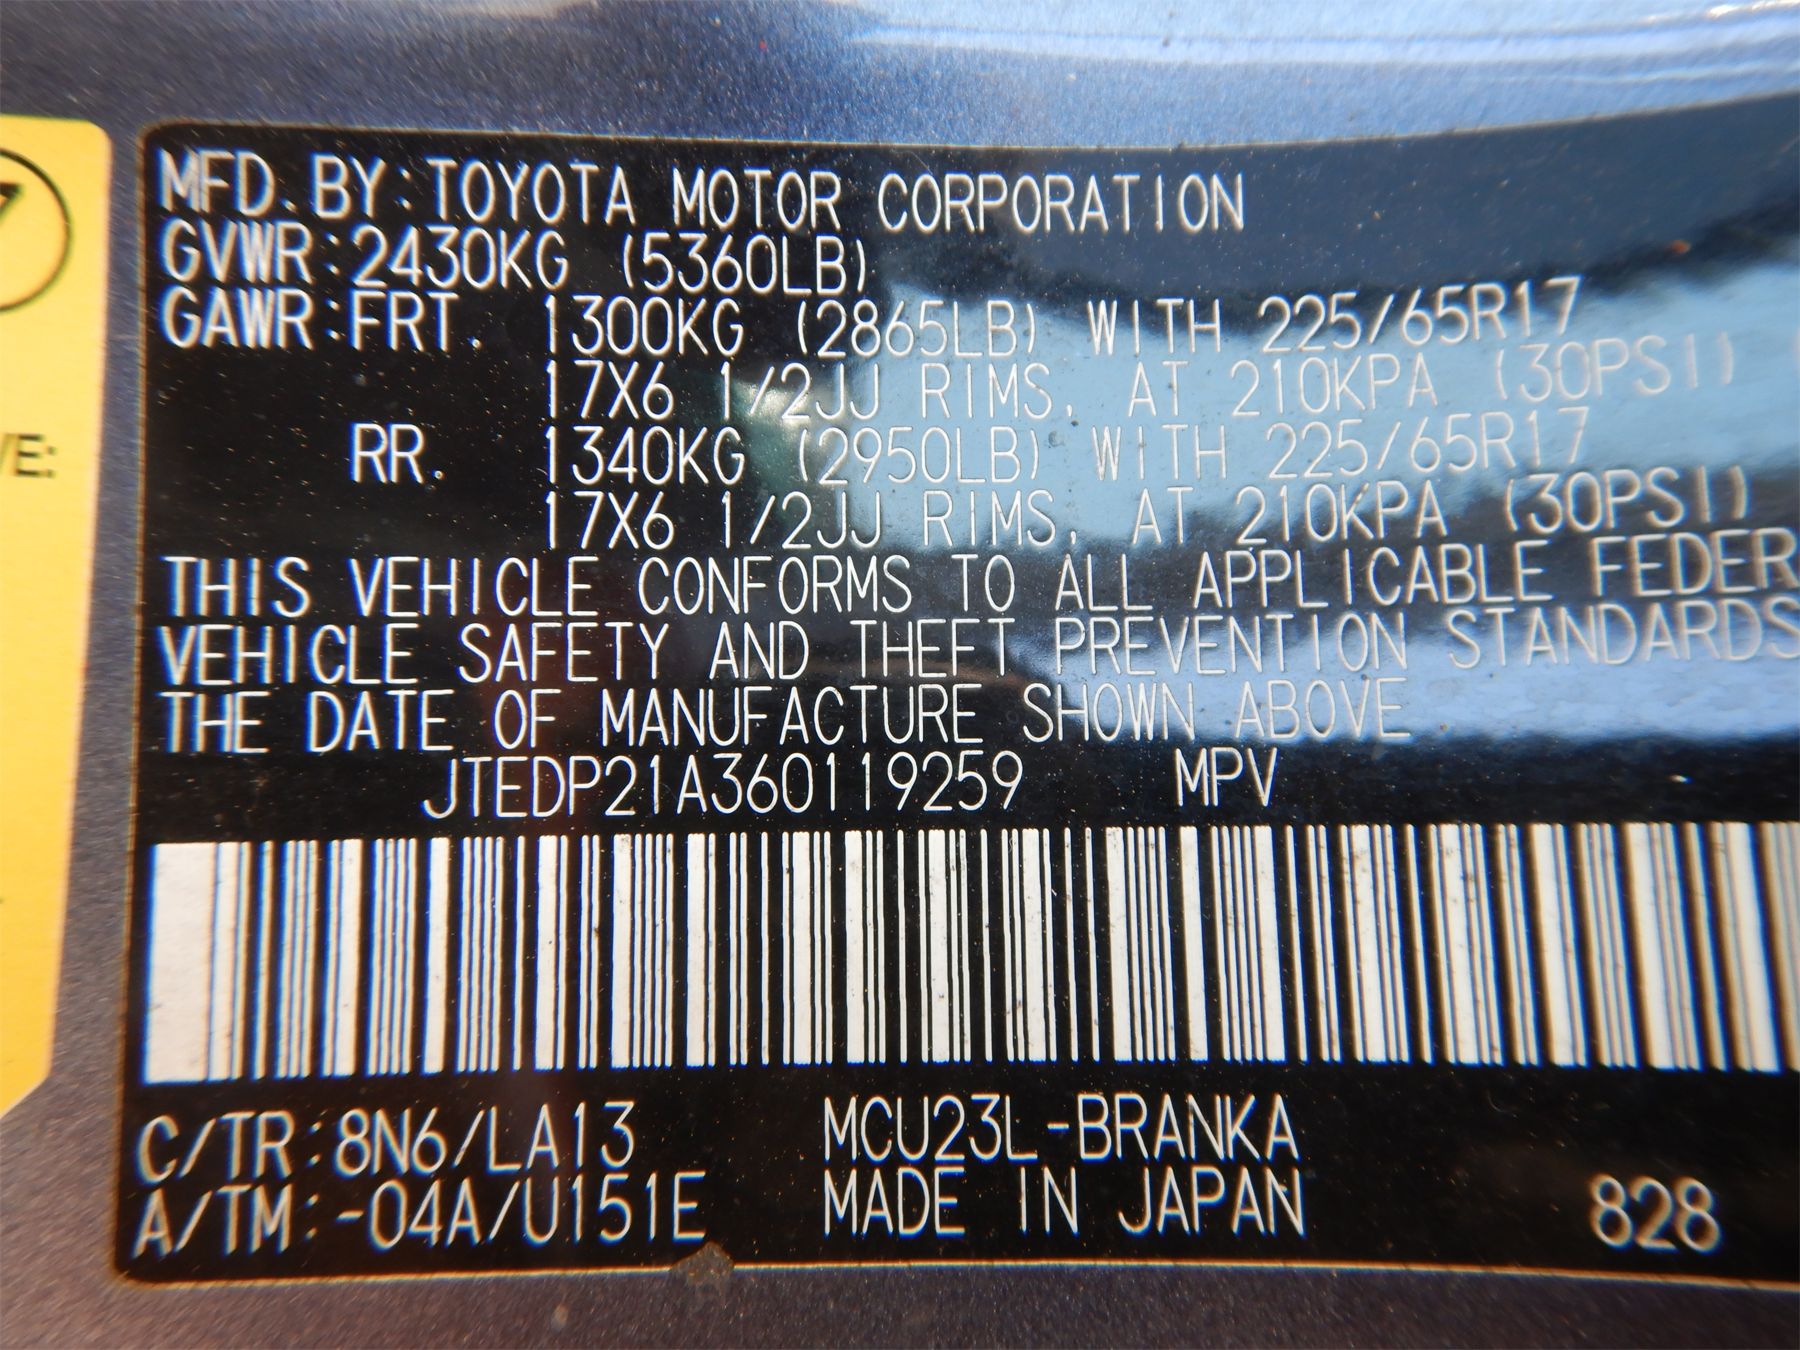 MFD. BY: TOYOTA MOTOR CORPORATION
GVWR: 2430KG (5360LB)
GAWR: FRT. 1300KG (2865LB) WITH 225/65R17
17X6 1/2JJ RIMS, AT 210KPA (30PSI)
RR. 1340KG (2950LB) WITH 225/65R17
17X6 1/2JJ RIMS, AT 210KPA (30PSI)
THIS VEHICLE CONFORMS TO ALL APPLICABLE FEDER
VEHICLE SAFETY AND THEFT PREVENTION STANDARDS
THE DATE OF MANUFACTURE SHOWN ABOVE
JTEDP21A360119259 MPV
C/TR: 8N6/LA13 MCU23L-BRANKA
A/TM: -04A/U151E MADE IN JAPAN 828
7
VE: